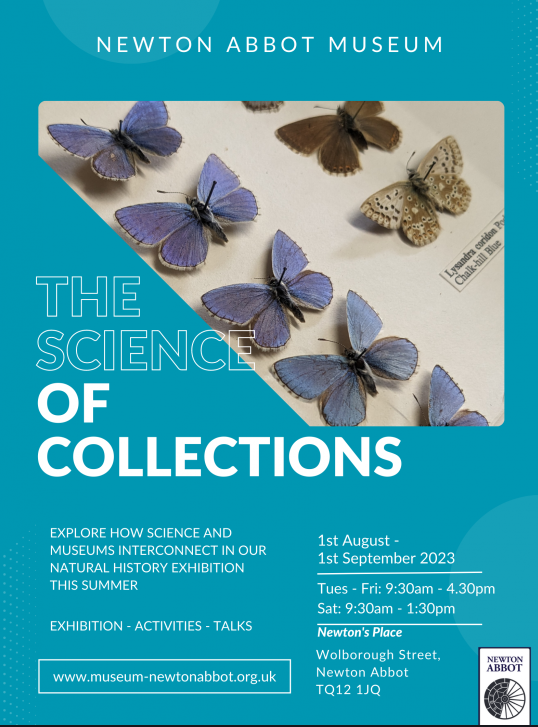 NEWTON ABBOT MUSEUM
Lysandra coridon
Chalk-hill Blue
THE
SCIENCE
OF
COLLECTIONS
EXPLORE HOW SCIENCE AND
MUSEUMS INTERCONNECT IN OUR
NATURAL HISTORY EXHIBITION
THIS SUMMER
EXHIBITION - ACTIVITIES - TALKS
www.museum-newtonabbot.org.uk
1st August -
1st September 2023
Tues - Fri: 9:30am - 4.30pm
Sat: 9:30am - 1:30pm
Newton's Place
Wolborough Street,
Newton Abbot
TQ12 1JQ
NEWTON
ABBOT